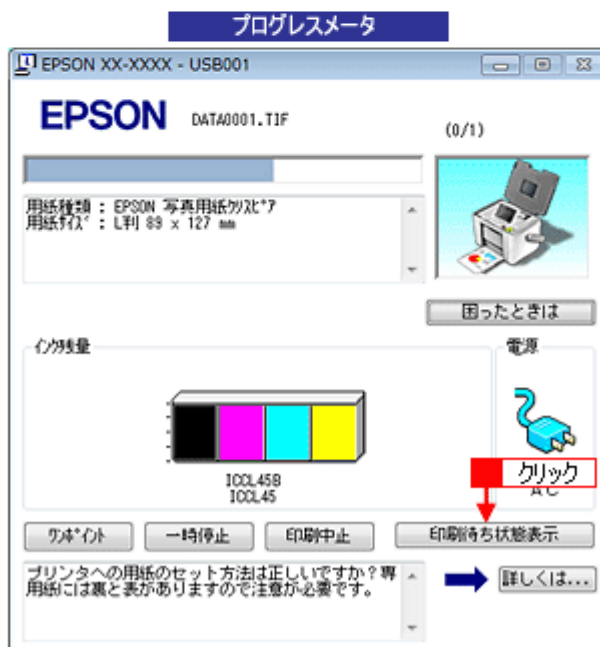 プログレスメータ
EPSON XX-XXXX - USB001
EPSON DATA0001.TIF
(0/1)
用紙種類 : EPSON 写真用紙ｸﾘｽﾋﾟｱ
用紙ｻｲｽﾞ : L判 89 x 127 mm
困ったときは
ｲﾝｸ残量
電源
ICCL45B
ICCL45
クリック
AC
ﾜﾝﾎﾟｲﾝﾄ
一時停止
印刷中止
印刷待ち状態表示
プリンタへの用紙のセット方法は正しいですか？専
用紙には裏と表がありますので注意が必要です。
詳しくは...